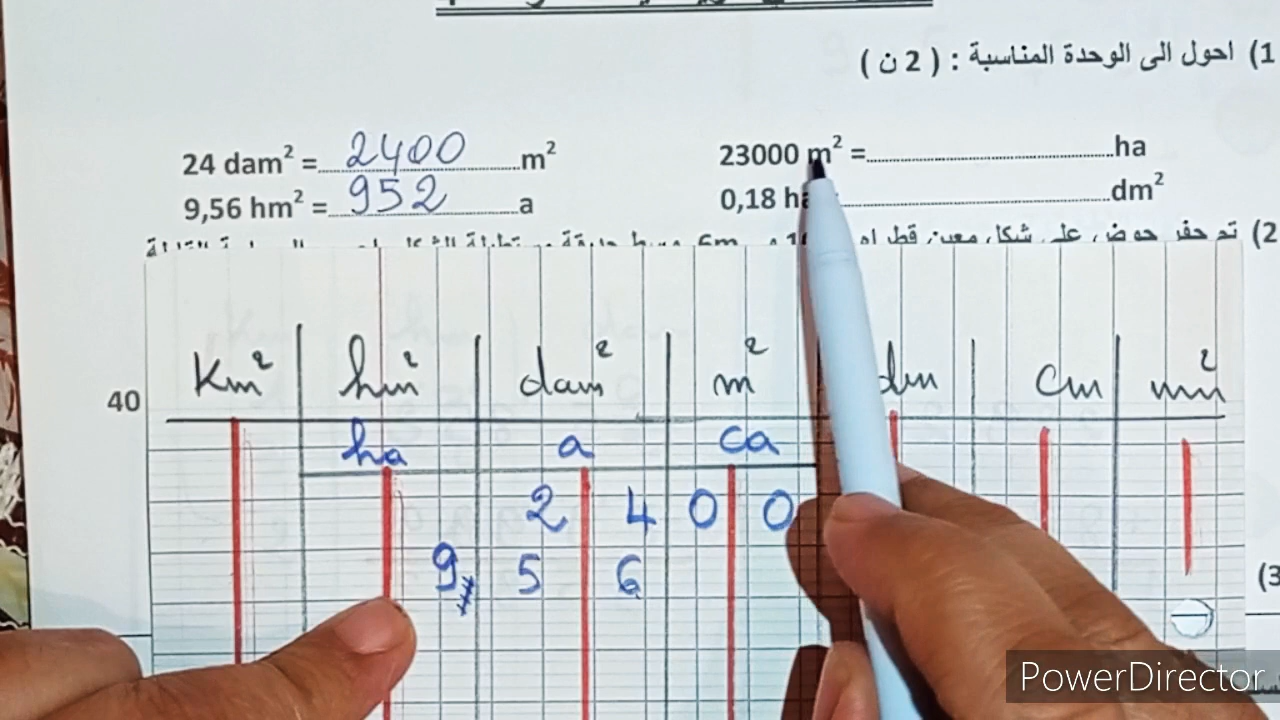 1) احول الى الوحدة المناسبة : ( 2 ن )
24 dam² = 2400 m²
23000 m² = ha
9,56 hm² = 952 a
0,18 ha dm²
2)
40
km² hm² dam² m² dm cm mm²
ha a ca
2 4 0 0
9, 5 6
(3
PowerDirector